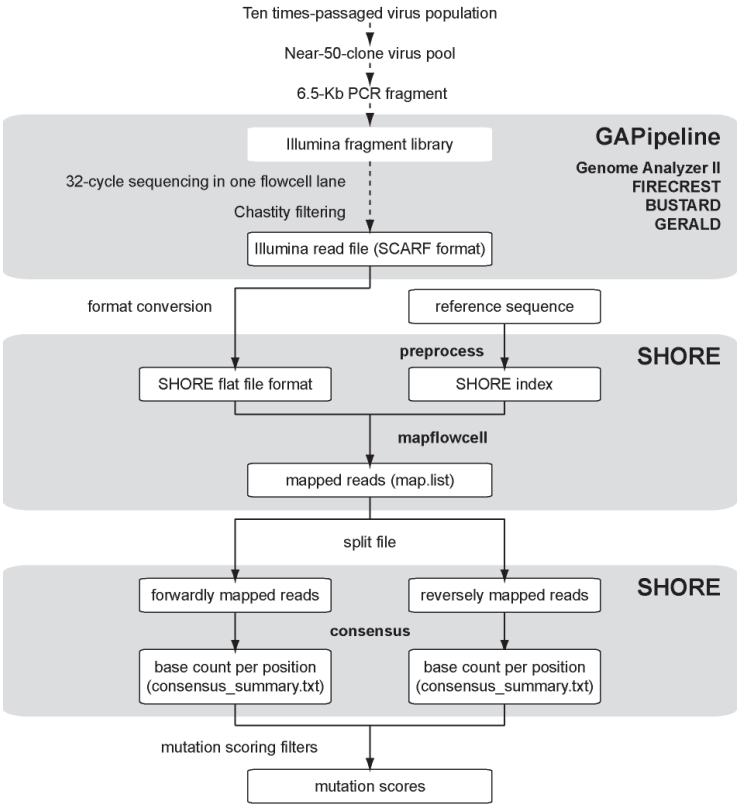 Ten times-passaged virus population
Near-50-clone virus pool
6.5-Kb PCR fragment
GAPipeline
Illumina fragment library
Genome Analyzer II
32-cycle sequencing in one flowcell lane
FIRECREST
BUSTARD
Chastity filtering
GERALD
Illumina read file (SCARF format)
format conversion
reference sequence
SHORE
preprocess
SHORE flat file format
SHORE index
mapflowcell
mapped reads (map.list)
split file
SHORE
forwardly mapped reads
reversely mapped reads
consensus
base count per position
(consensus_summary.txt)
base count per position
(consensus_summary.txt)
mutation scoring filters
mutation scores